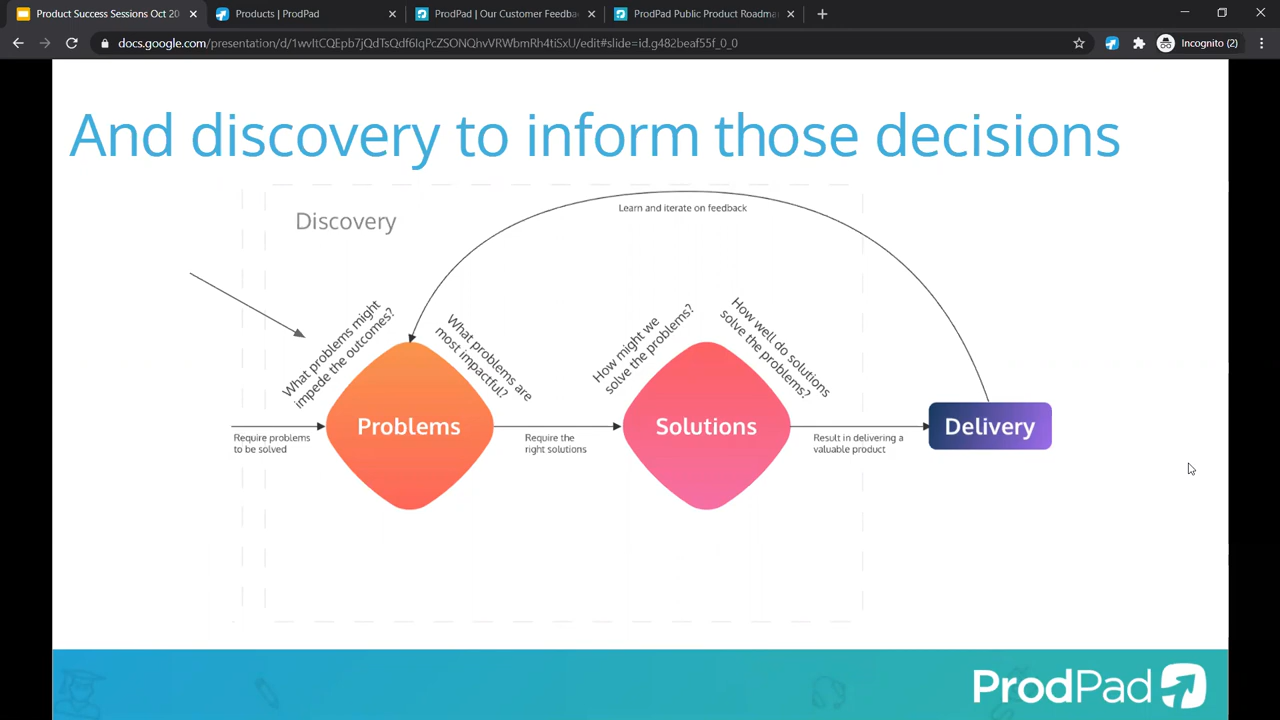 Product Success Sessions Oct 20
Products | ProdPad
ProdPad | Our Customer Feedba
ProdPad Public Product Roadma
docs.google.com/presentation/d/1wvItCQEpb7jQdTsQdf6IqPcZSONQhvVRWbmRh4tiSxU/edit#slide=id.g482beaf55f_0_0
Incognito (2)
And discovery to inform those decisions
Learn and iterate on feedback
Discovery
What problems might
impede the outcomes?
What problems are
most impactful?
How might we
solve the problems?
How well do solutions
solve the problems?
Problems
Solutions
Delivery
Require problems
to be solved
Require the
right solutions
Result in delivering a
valuable product
ProdPad